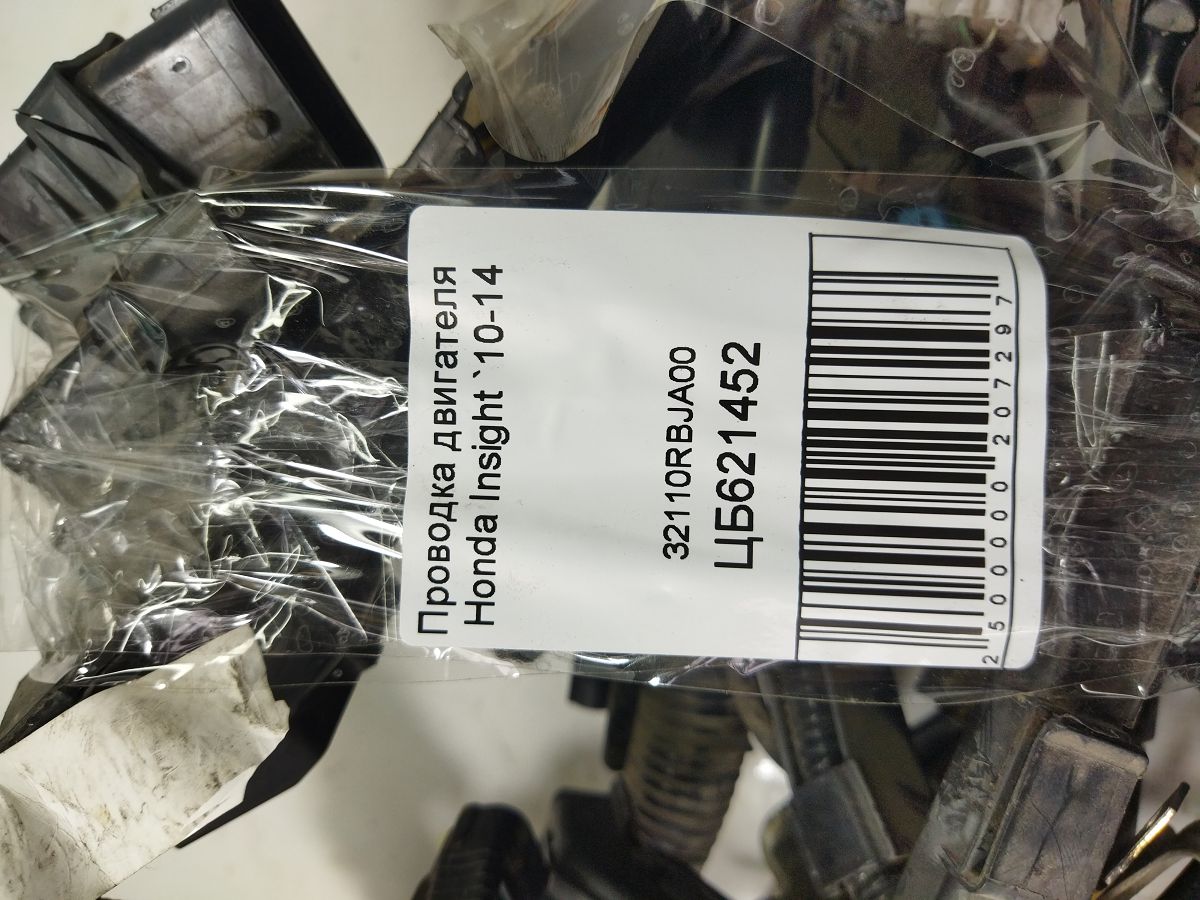 Проводка двигателя
Honda Insight `10-14
32110RBJA00
ЦБ621452
2500000207297